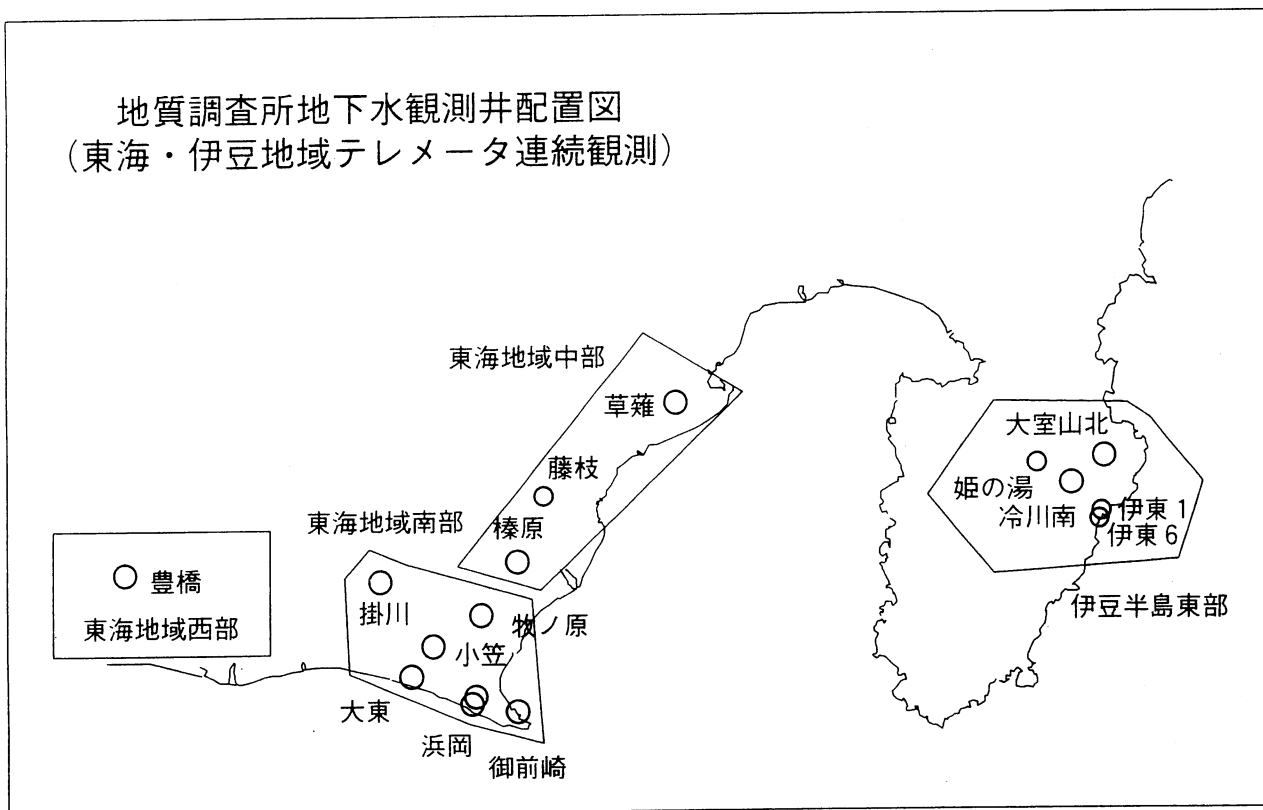 地質調査所地下水観測井配置図
（東海・伊豆地域テレメータ連続観測）
東海地域中部
草薙
藤枝
東海地域南部
榛原
豊橋
東海地域西部
掛川
牧ノ原
小笠
大東
浜岡
御前崎
大室山北
姫の湯
冷川南
伊東1
伊東6
伊豆半島東部